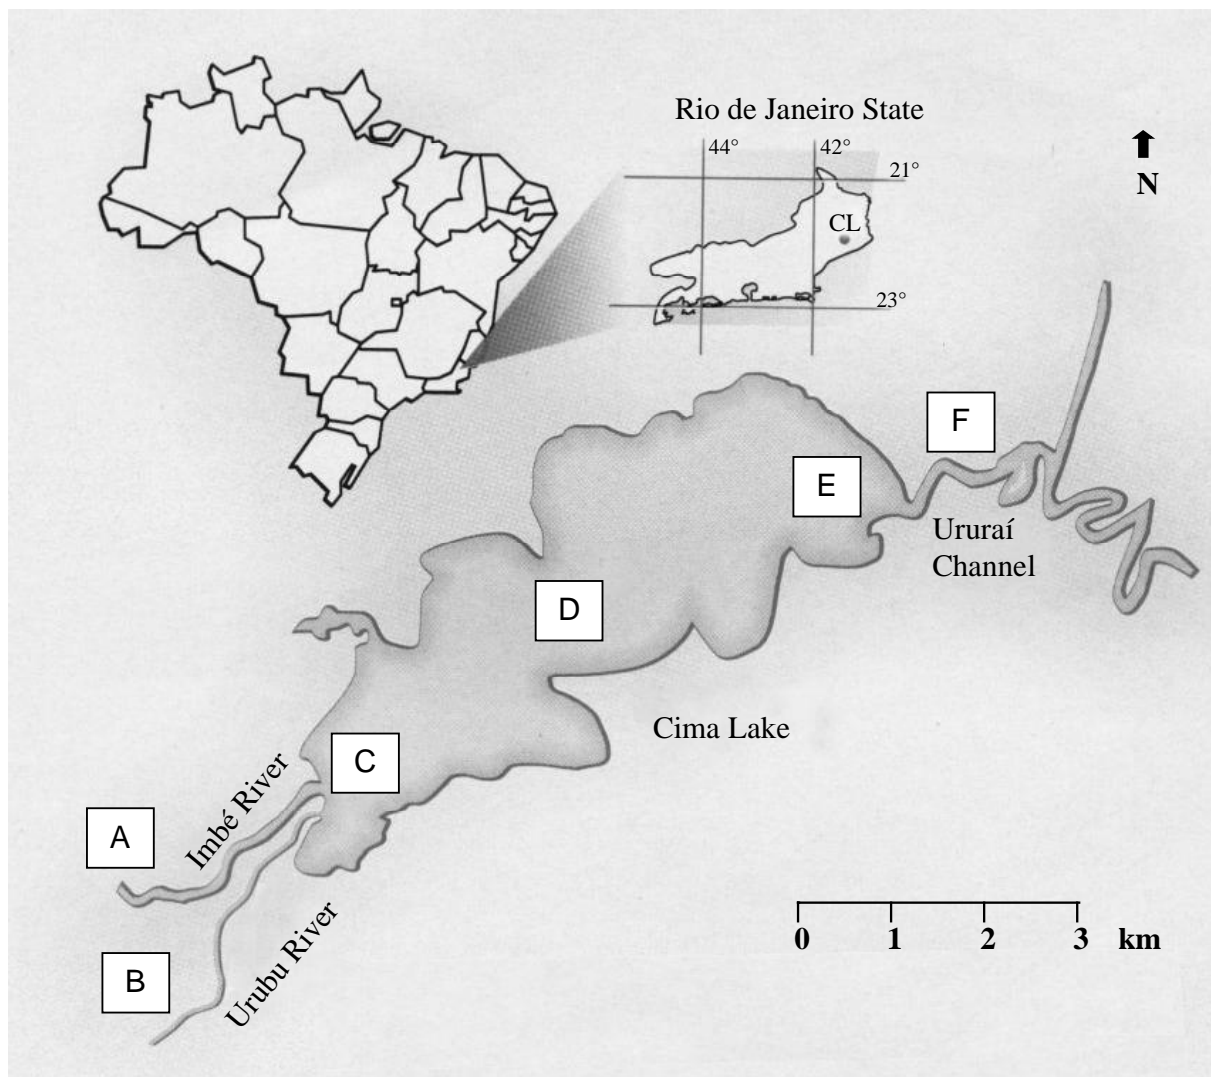 Rio de Janeiro State
44°
42°
21°
N
CL
23°
F
E
Ururaí
Channel
D
Cima Lake
C
Imbé River
A
Urubu River
B
0 1 2 3 km